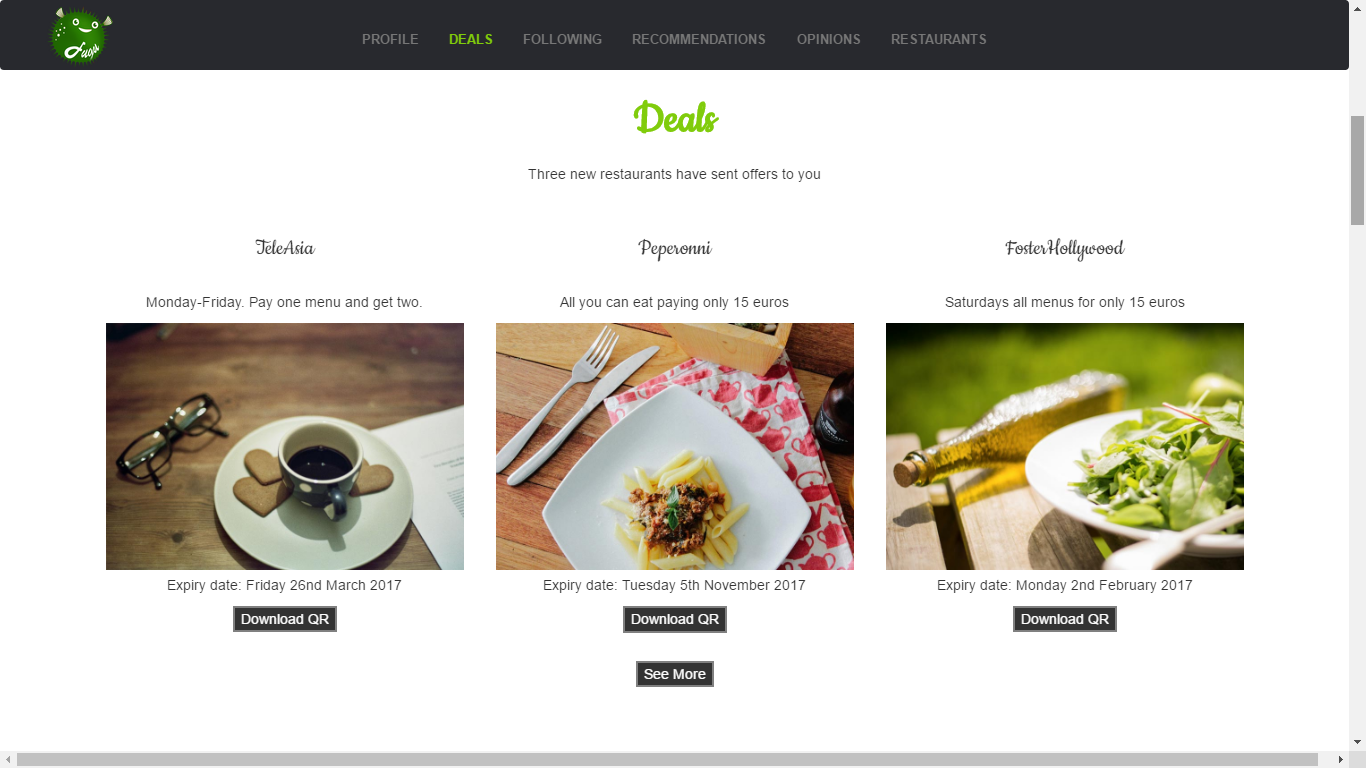 Fugu
PROFILE DEALS FOLLOWING RECOMMENDATIONS OPINIONS RESTAURANTS
Deals
Three new restaurants have sent offers to you
TeleAsia
Monday-Friday. Pay one menu and get two.
Expiry date: Friday 26nd March 2017
Download QR
Peperonni
All you can eat paying only 15 euros
Expiry date: Tuesday 5th November 2017
Download QR
FosterHollywood
Saturdays all menus for only 15 euros
Expiry date: Monday 2nd February 2017
Download QR
See More